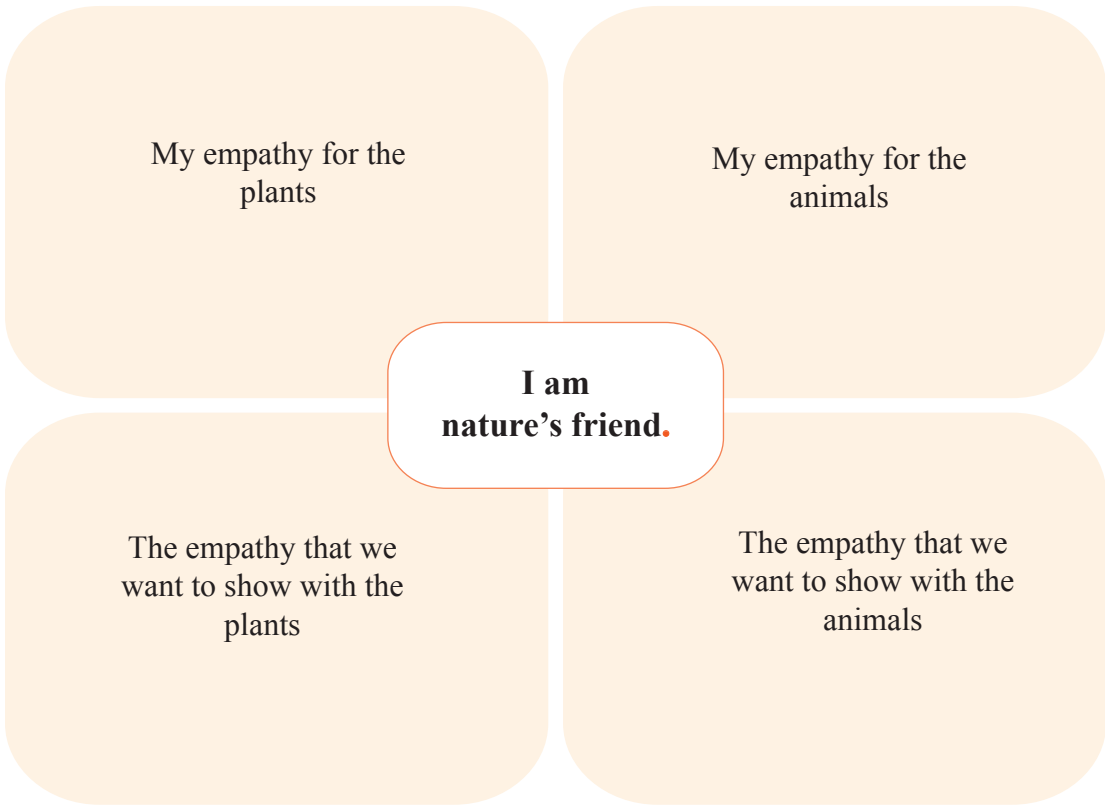 My empathy for the
plants
My empathy for the
animals
I am
nature’s friend.
The empathy that we
want to show with the
plants
The empathy that we
want to show with the
animals